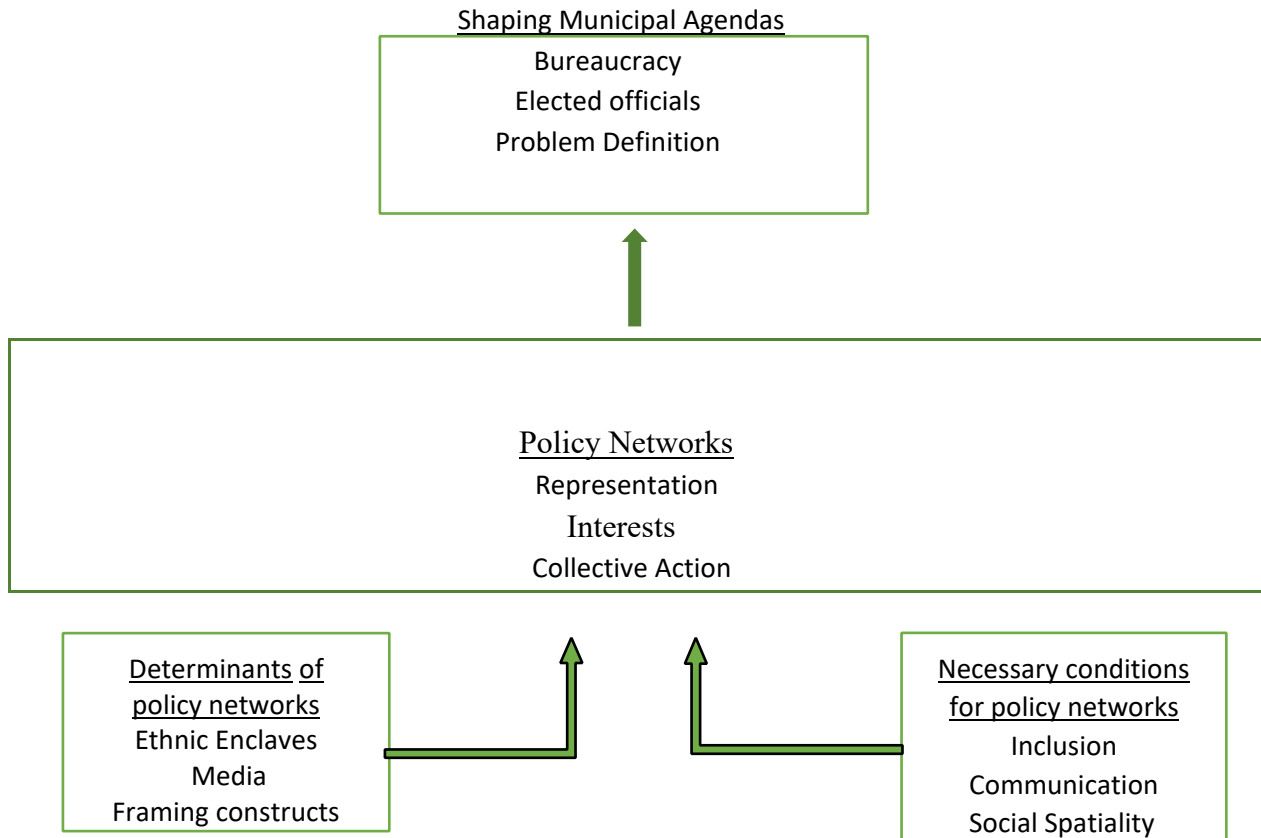 Shaping Municipal Agendas
Bureaucracy
Elected officials
Problem Definition
Policy Networks
Representation
Interests
Collective Action
Determinants of
policy networks
Ethnic Enclaves
Media
Framing constructs
Necessary conditions
for policy networks
Inclusion
Communication
Social Spatiality